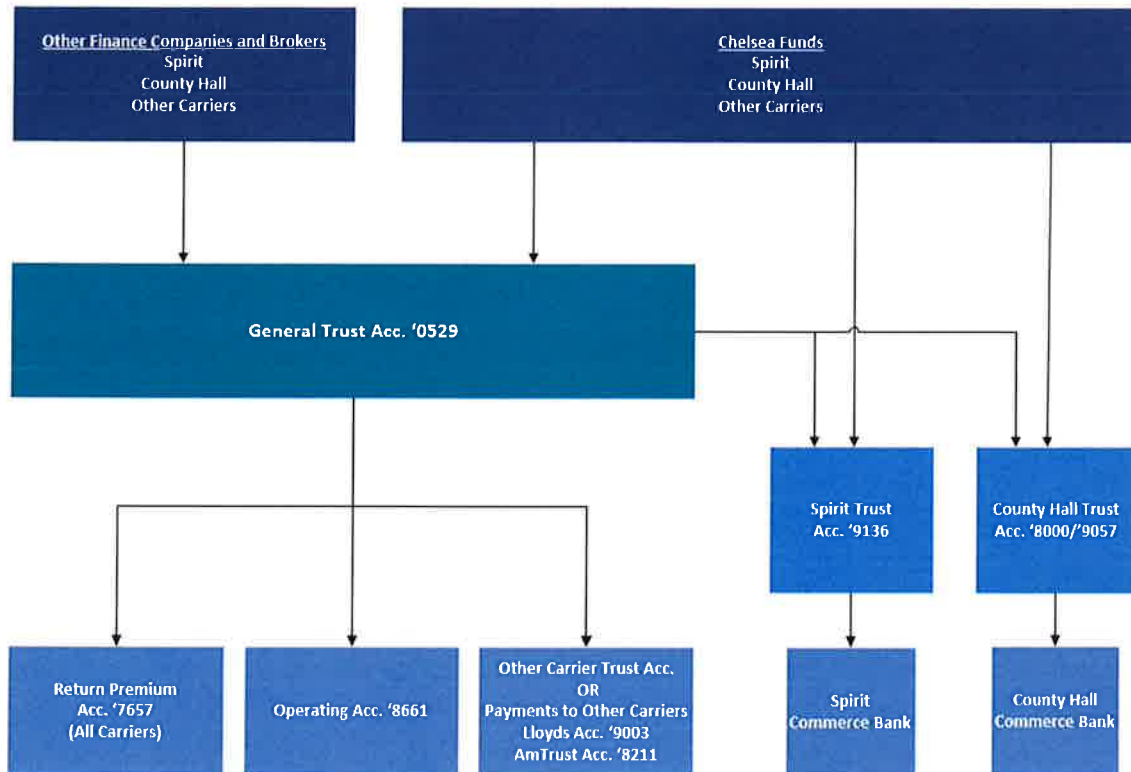 Other Finance Companies and Brokers
Spirit
County Hall
Other Carriers
Chelsea Funds
Spirit
County Hall
Other Carriers
General Trust Acc. ‘0529
Spirit Trust
Acc. ‘9136
County Hall Trust
Acc. ‘8000/’9057
Return Premium
Acc. ‘7657
(All Carriers)
Operating Acc. ‘8661
Other Carrier Trust Acc.
OR
Payments to Other Carriers
Lloyds Acc. ‘9003
AmTrust Acc. ‘8211
Spirit
Commerce Bank
County Hall
Commerce Bank